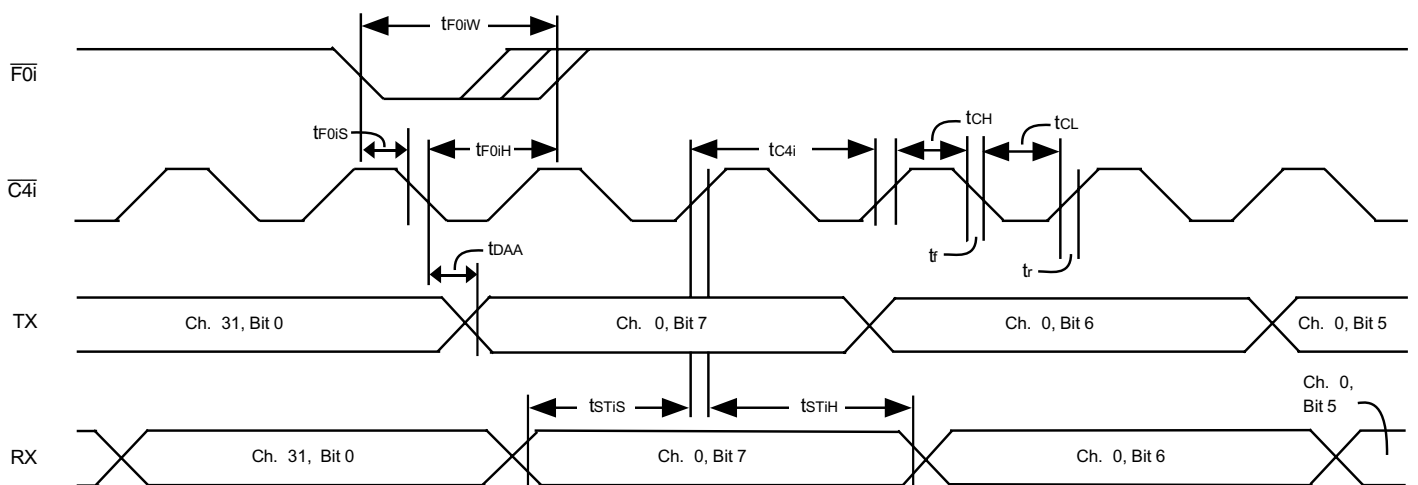 tF0iW
F0i
tF0iS
tF0iH
tC4i
tCH
tCL
C4i
tDAA
tf
tr
TX
Ch. 31, Bit 0
Ch. 0, Bit 7
Ch. 0, Bit 6
Ch. 0, Bit 5
tSTiS
tSTiH
Ch. 0,
Bit 5
RX
Ch. 31, Bit 0
Ch. 0, Bit 7
Ch. 0, Bit 6